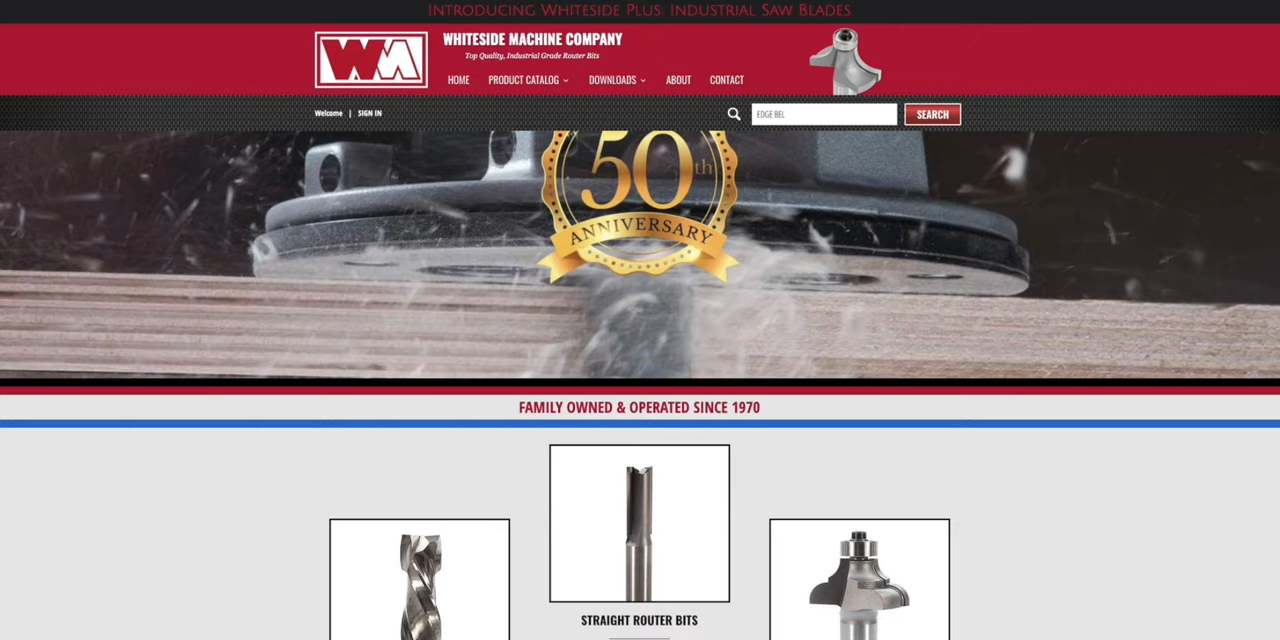 Introducing Whiteside Plus: Industrial Saw Blades
WHITESIDE MACHINE COMPANY
Top Quality, Industrial Grade Router Bits
HOME PRODUCT CATALOG DOWNLOADS ABOUT CONTACT
Welcome | SIGN IN
EDGE BEL
SEARCH
50th
ANNIVERSARY
FAMILY OWNED & OPERATED SINCE 1970
STRAIGHT ROUTER BITS